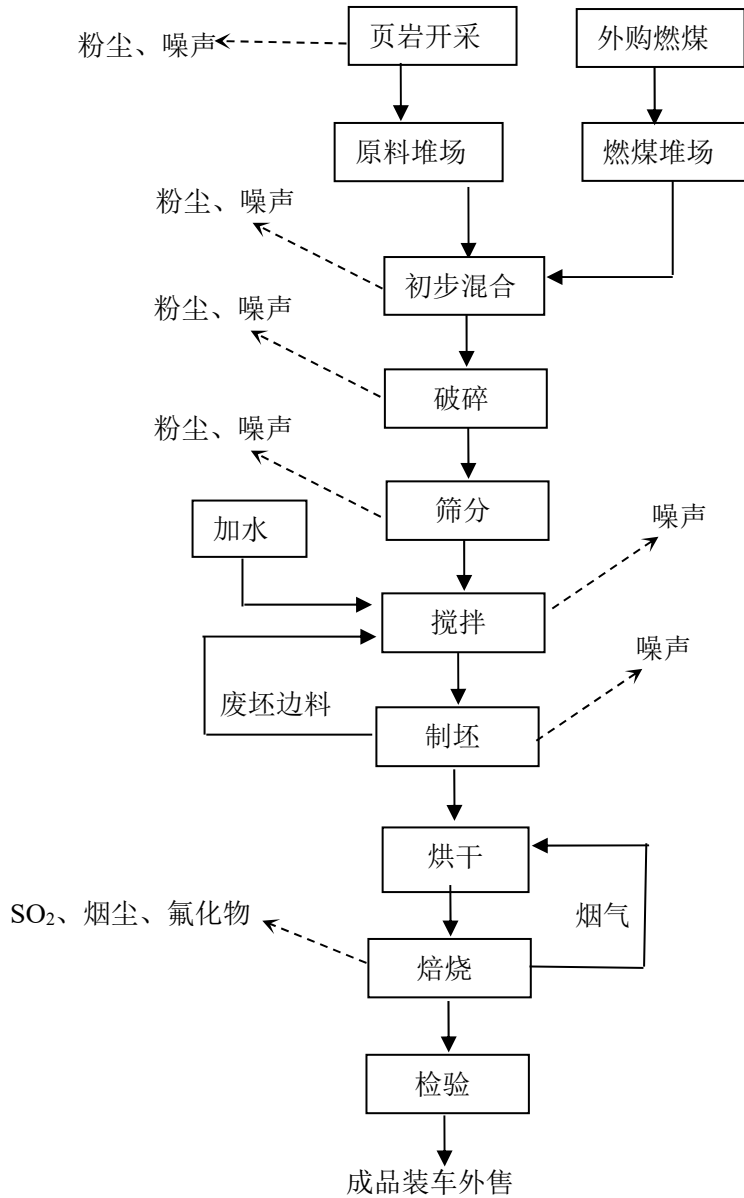 页岩开采
外购燃煤
粉尘、噪声
原料堆场
燃煤堆场
粉尘、噪声
初步混合
粉尘、噪声
破碎
粉尘、噪声
筛分
加水
噪声
搅拌
噪声
废坯边料
制坯
烘干
SO₂、烟尘、氟化物
烟气
焙烧
检验
成品装车外售